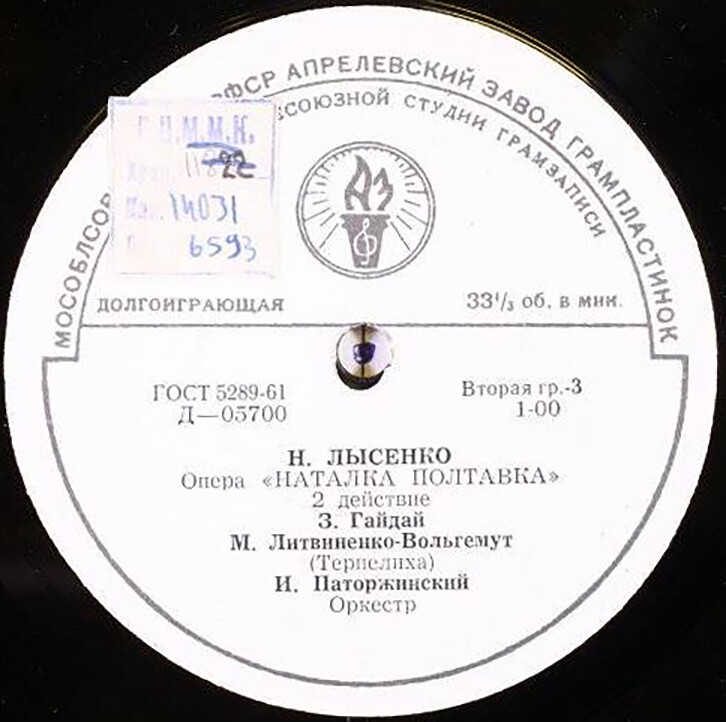 МОСОБЛСОВ ФСР АПРЕЛЕВСКИЙ ЗАВОД ГРАМПЛАСТИНОК
СОЮЗНОЙ СТУДИИ ГРАМЗАПИСИ
М.М.К.
14031
6593
АЗ
ДОЛГОИГРАЮЩАЯ
33⅓ об. в мин.
ГОСТ 5289-61
Д—05700
Вторая гр.-3
1-00
Н. ЛЫСЕНКО
Опера «НАТАЛКА ПОЛТАВКА»
2 действие
З. Гайдай
М. Литвиненко-Вольгемут
(Терпелиха)
И. Паторжинский
Оркестр